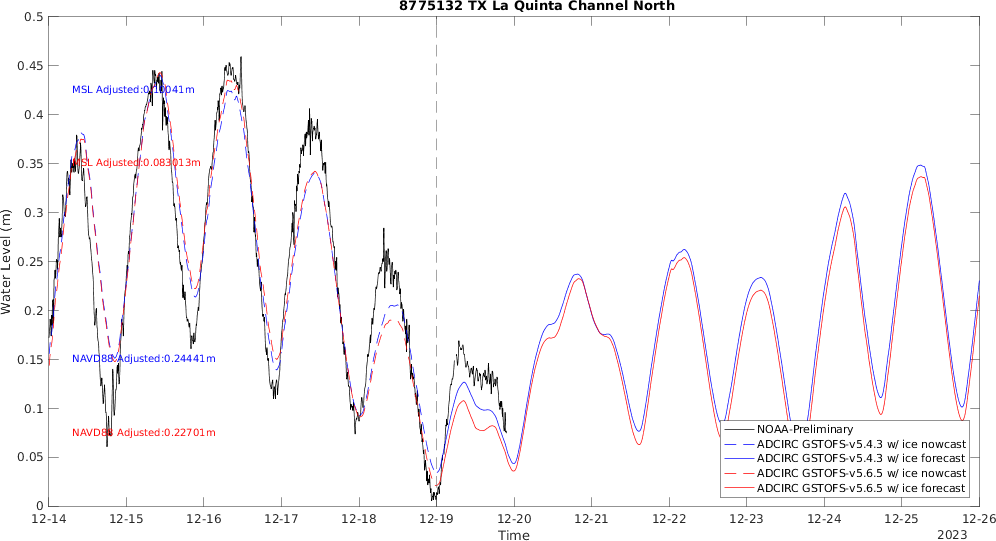 8775132 TX La Quinta Channel North
0.5
0.45
0.4
0.35
0.3
0.25
0.2
0.15
0.1
0.05
0
Water Level (m)
MSL Adjusted:0.10041m
MSL Adjusted:0.083013m
NAVD88 Adjusted:0.24441m
NAVD88 Adjusted:0.22701m
NOAA-Preliminary
ADCIRC GSTOFS-v5.4.3 w/ ice nowcast
ADCIRC GSTOFS-v5.4.3 w/ ice forecast
ADCIRC GSTOFS-v5.6.5 w/ ice nowcast
ADCIRC GSTOFS-v5.6.5 w/ ice forecast
12-14 12-15 12-16 12-17 12-18 12-19 12-20 12-21 12-22 12-23 12-24 12-25 12-26
Time
2023